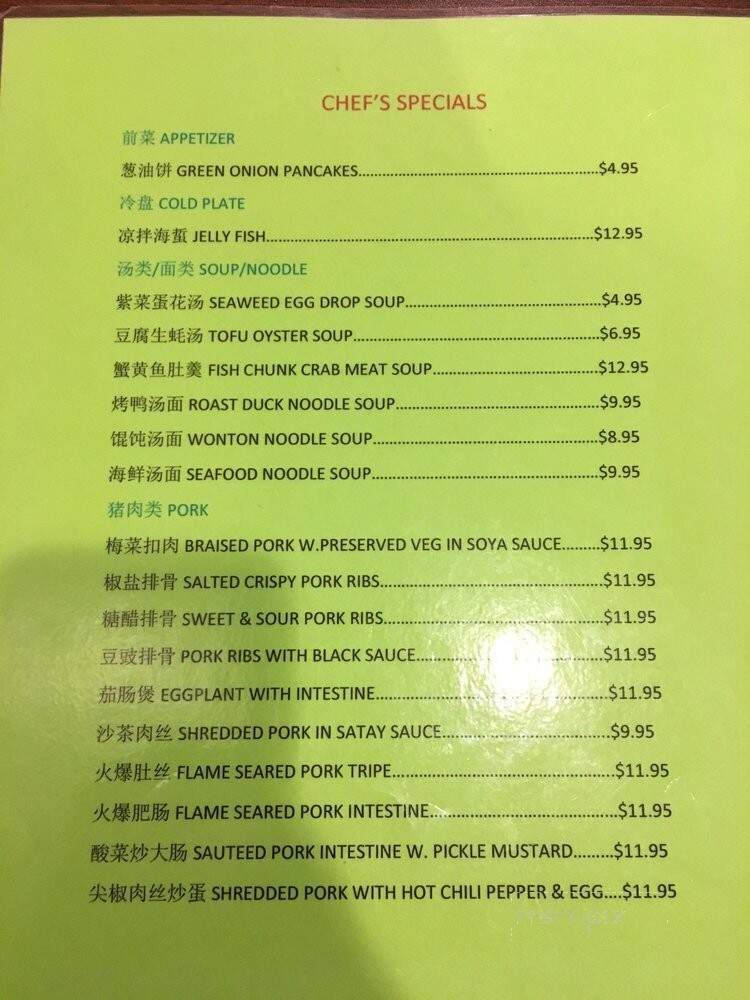 CHEF'S SPECIALS
前菜 APPETIZER
葱油饼 GREEN ONION PANCAKES........................................................$4.95
冷盘 COLD PLATE
凉拌海蜇 JELLY FISH............................................................................$12.95
汤类/面类 SOUP/NOODLE
紫菜蛋花汤 SEAWEED EGG DROP SOUP.............................................$4.95
豆腐生蚝汤 TOFU OYSTER SOUP.........................................................$6.95
蟹黄鱼肚羹 FISH CHUNK CRAB MEAT SOUP......................................$12.95
烤鸭汤面 ROAST DUCK NOODLE SOUP...............................................$9.95
馄饨汤面 WONTON NOODLE SOUP....................................................$8.95
海鲜汤面 SEAFOOD NOODLE SOUP.....................................................$9.95
猪肉类 PORK
梅菜扣肉 BRAISED PORK W.PRESERVED VEG IN SOYA SAUCE.........$11.95
椒盐排骨 SALTED CRISPY PORK RIBS..................................................$11.95
糖醋排骨 SWEET & SOUR PORK RIBS.................................................$11.95
豆豉排骨 PORK RIBS WITH BLACK SAUCE..........................................$11.95
茄肠煲 EGGPLANT WITH INTESTINE...................................................$11.95
沙茶肉丝 SHREDDED PORK IN SATAY SAUCE.....................................$9.95
火爆肚丝 FLAME SEARED PORK TRIPE.................................................$11.95
火爆肥肠 FLAME SEARED PORK INTESTINE.........................................$11.95
酸菜炒大肠 SAUTEED PORK INTESTINE W. PICKLE MUSTARD.........$11.95
尖椒肉丝炒蛋 SHREDDED PORK WITH HOT CHILI PEPPER & EGG....$11.95